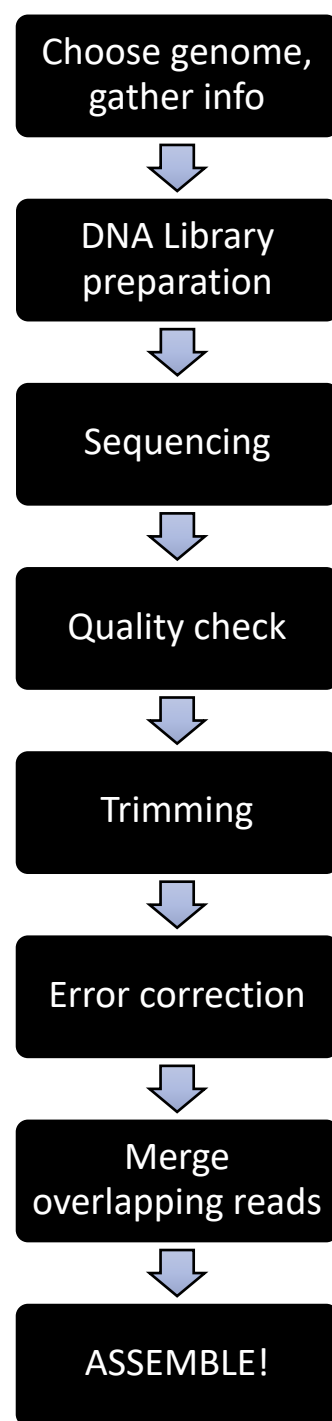 Choose genome,
gather info
DNA Library
preparation
Sequencing
Quality check
Trimming
Error correction
Merge
overlapping reads
ASSEMBLE!